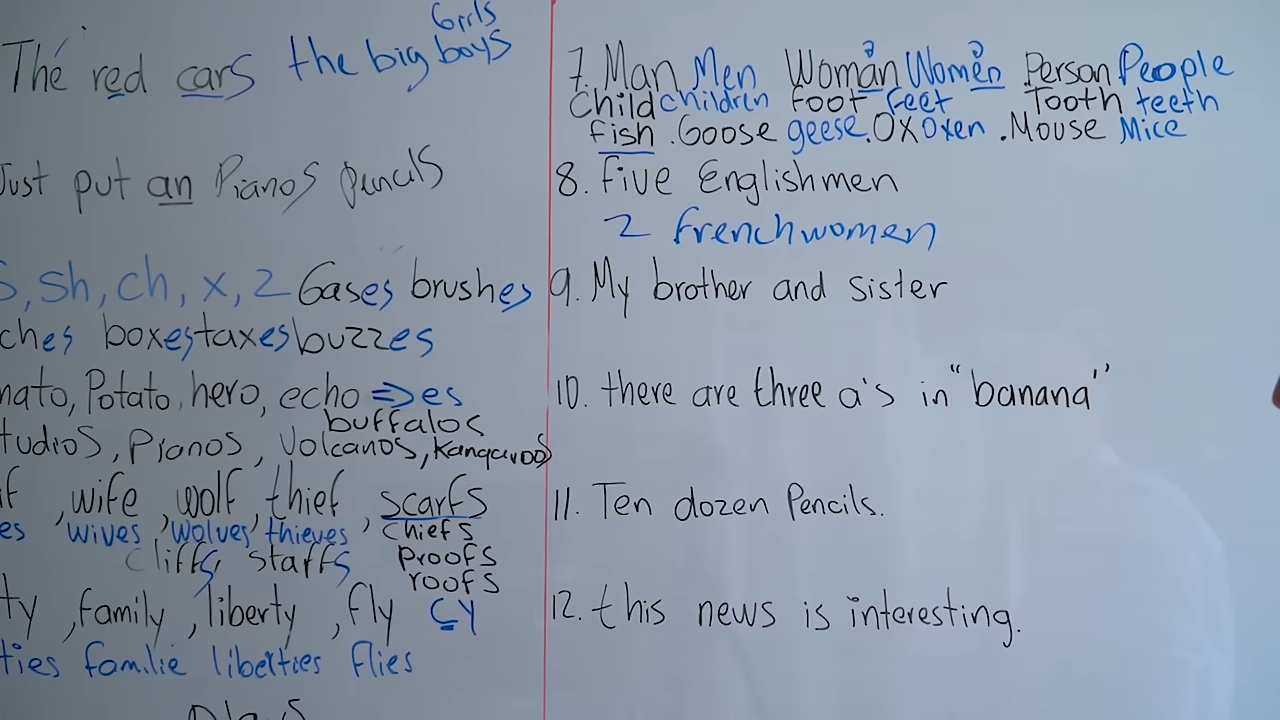 Girls
The red cars the big boys
Just put an Pianos pencils
S, sh, ch, x, z Gases brushes
ches boxes taxes buzzes
mato, Potato, hero, echo => es
buffalos
tudios, Pianos, Volcanos, Kangaroos
f, wife, wolf, thief, scarfs
es wives, wolves, thieves, chiefs
cliffs, staffs proofs
roofs
ty, family, liberty, fly CY
ties familie liberties flies
Plays
7. Man Men Woman Women Person People
Child children Foot feet Tooth teeth
fish. Goose geese. Ox oxen. Mouse Mice
8. Five Englishmen
2 frenchwomen
9. My brother and sister
10. there are three a's in "banana"
11. Ten dozen Pencils.
12. this news is interesting.